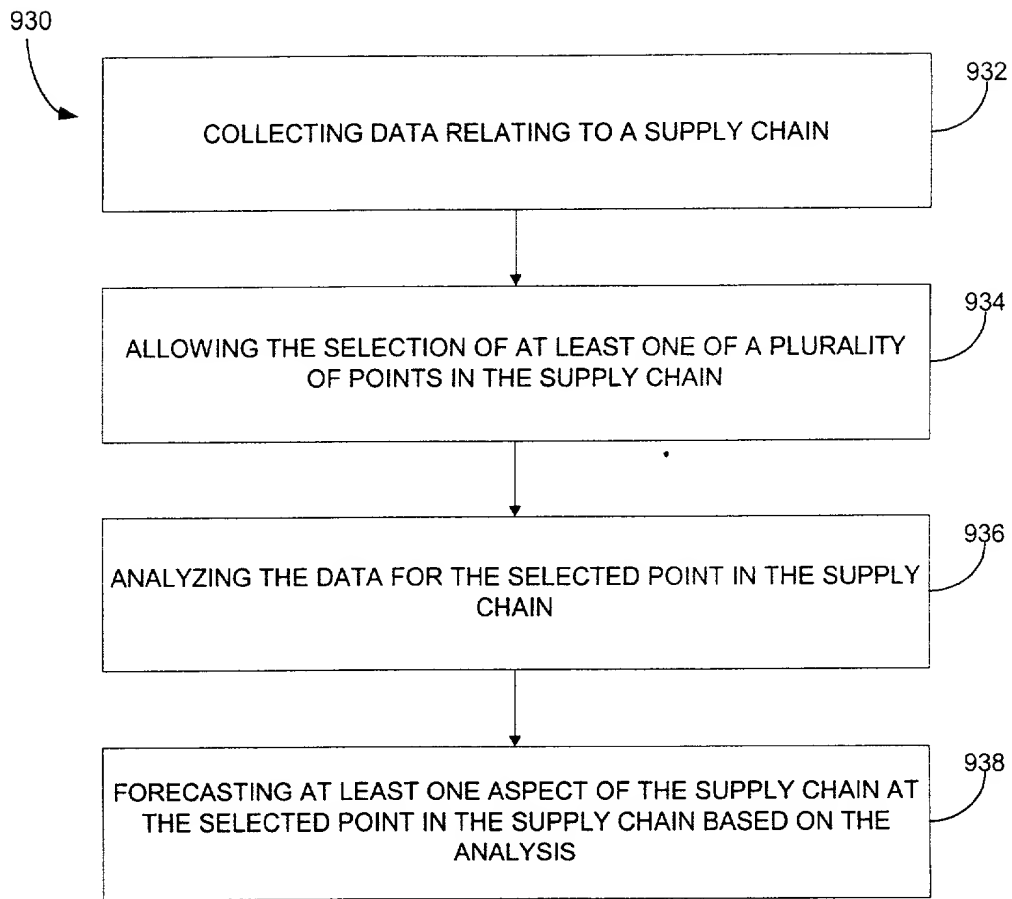 930
932
COLLECTING DATA RELATING TO A SUPPLY CHAIN
934
ALLOWING THE SELECTION OF AT LEAST ONE OF A PLURALITY
OF POINTS IN THE SUPPLY CHAIN
936
ANALYZING THE DATA FOR THE SELECTED POINT IN THE SUPPLY
CHAIN
938
FORECASTING AT LEAST ONE ASPECT OF THE SUPPLY CHAIN AT
THE SELECTED POINT IN THE SUPPLY CHAIN BASED ON THE
ANALYSIS